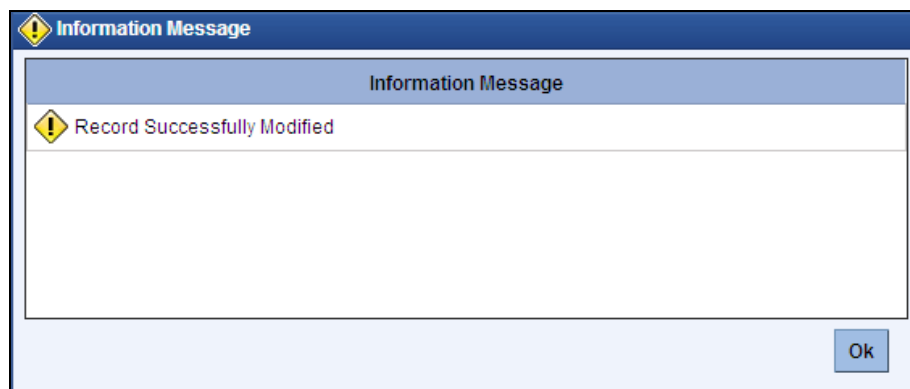 Information Message
Information Message
Record Successfully Modified
Ok